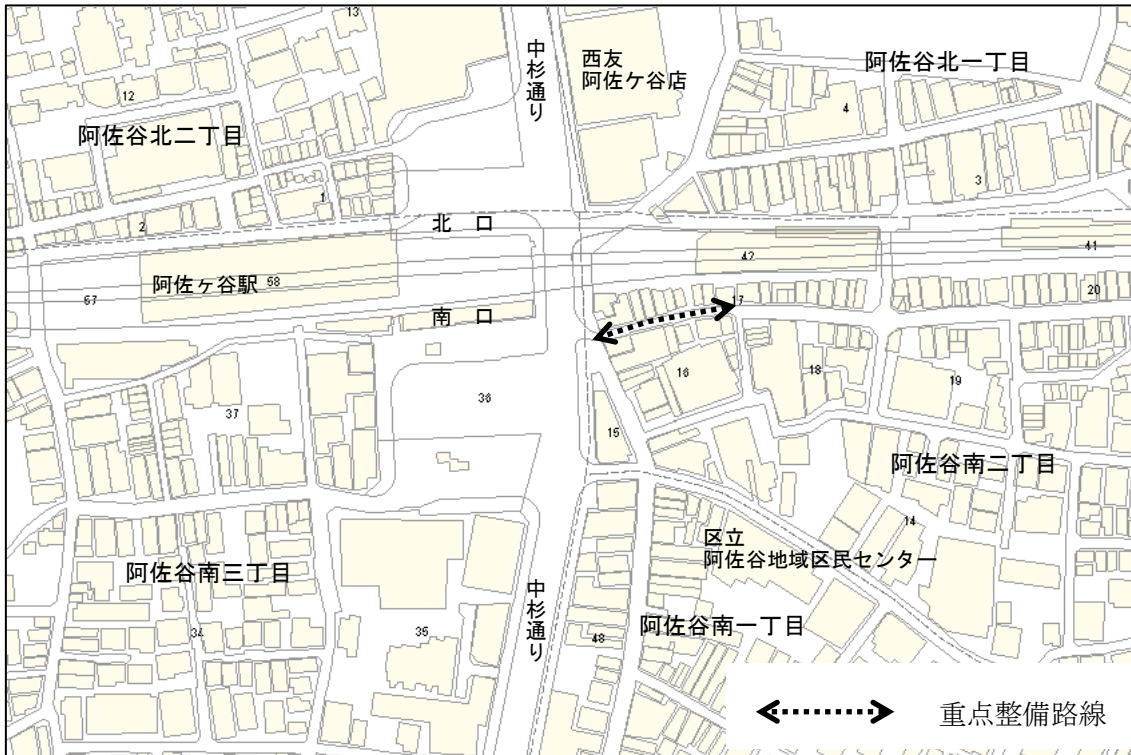 13
中杉通り
西友
阿佐ケ谷店
阿佐谷北一丁目
12
4
阿佐谷北二丁目
3
1
2
北 口
42
41
阿佐ヶ谷駅
68
67
17
20
南 口
16
18
19
37
36
15
阿佐谷南二丁目
14
区立
阿佐谷地域区民センター
阿佐谷南三丁目
中杉通り
阿佐谷南一丁目
34
35
48
重点整備路線